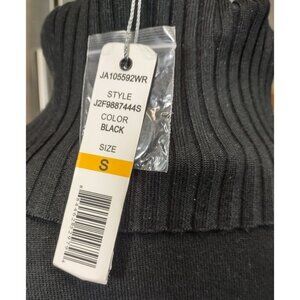 JA105592WR
STYLE
J2F9887444S
COLOR
BLACK
SIZE
S